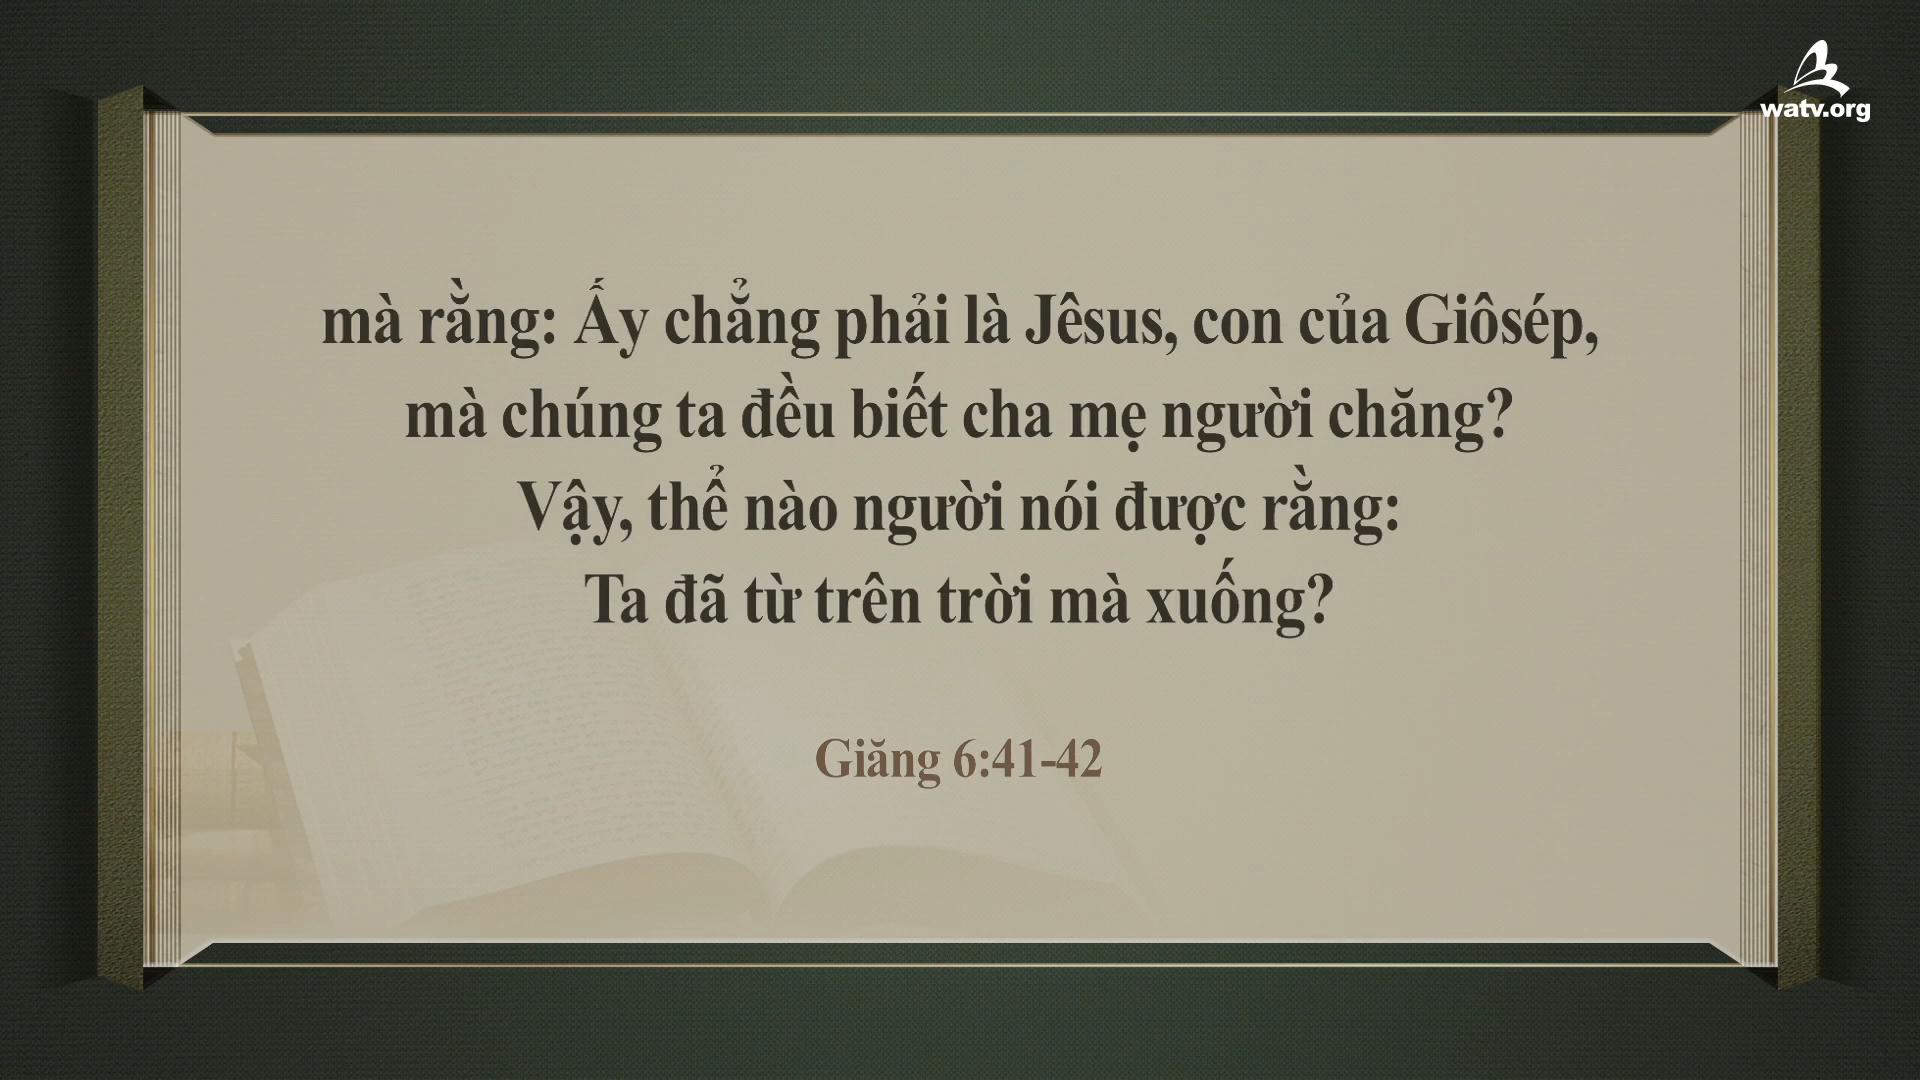 watv.org
mà rằng: Ấy chẳng phải là Jêsus, con của Giôsép,
mà chúng ta đều biết cha mẹ người chăng?
Vậy, thể nào người nói được rằng:
Ta đã từ trên trời mà xuống?
Giăng 6:41-42